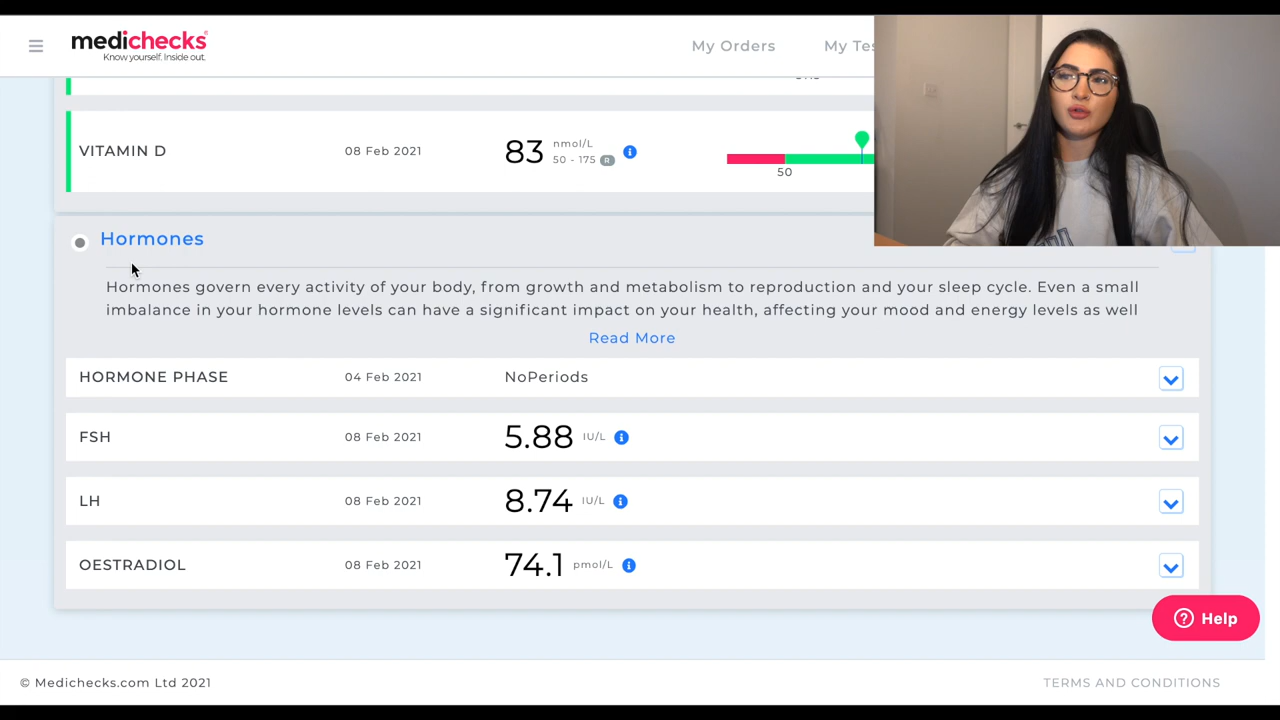 medichecks
Know yourself. Inside out.
My Orders
My Tes
VITAMIN D
08 Feb 2021
83
nmol/L
50 - 175 R
50
Hormones
Hormones govern every activity of your body, from growth and metabolism to reproduction and your sleep cycle. Even a small
imbalance in your hormone levels can have a significant impact on your health, affecting your mood and energy levels as well
Read More
HORMONE PHASE
04 Feb 2021
NoPeriods
FSH
08 Feb 2021
5.88 IU/L
LH
08 Feb 2021
8.74 IU/L
OESTRADIOL
08 Feb 2021
74.1 pmol/L
Help
© Medichecks.com Ltd 2021
TERMS AND CONDITIONS